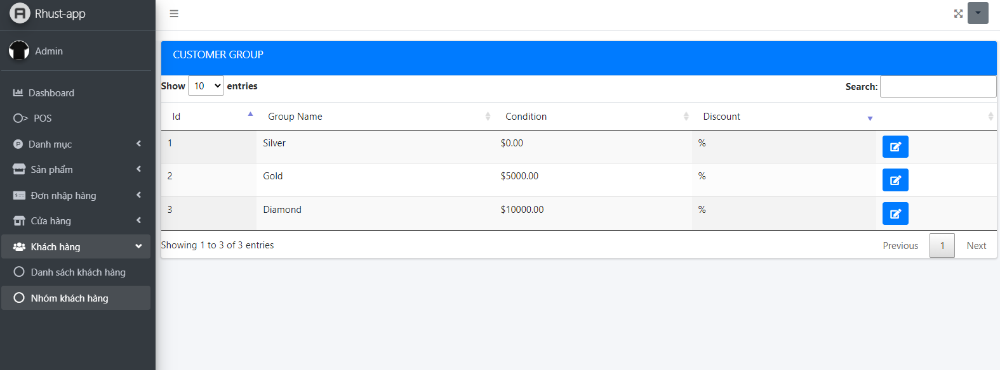 Rhust-app
Admin
Dashboard
POS
Danh mục
Sản phẩm
Đơn nhập hàng
Cửa hàng
Khách hàng
Danh sách khách hàng
Nhóm khách hàng
CUSTOMER GROUP
Show 10 entries Search:
Id Group Name Condition Discount
1 Silver $0.00 %
2 Gold $5000.00 %
3 Diamond $10000.00 %
Showing 1 to 3 of 3 entries Previous 1 Next